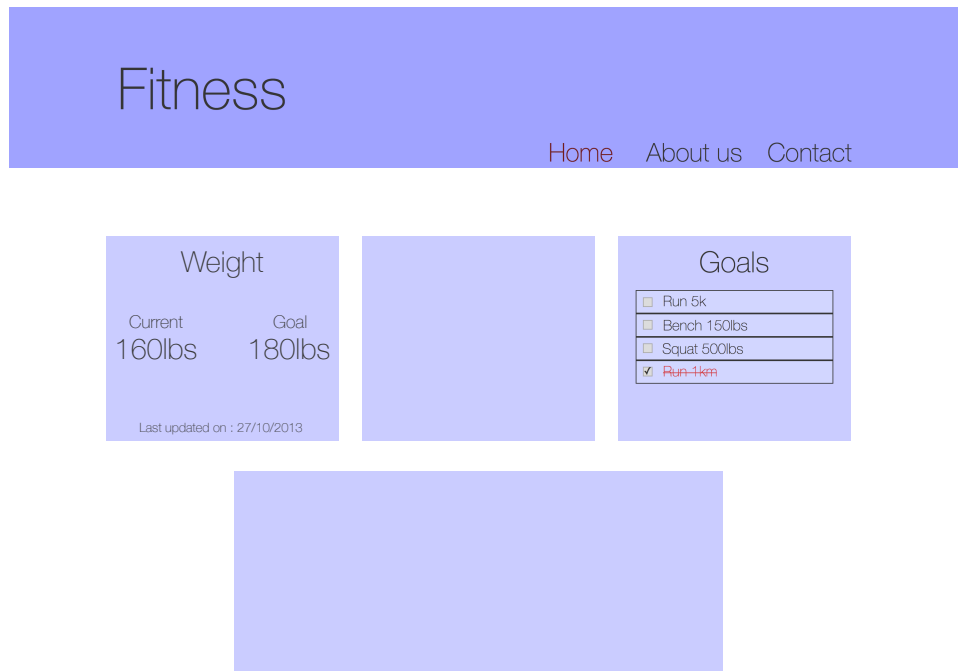 Fitness
Home About us Contact
Weight
Current Goal
160lbs 180lbs
Last updated on : 27/10/2013
Goals
Run 5k
Bench 150lbs
Squat 500lbs
Run 1km